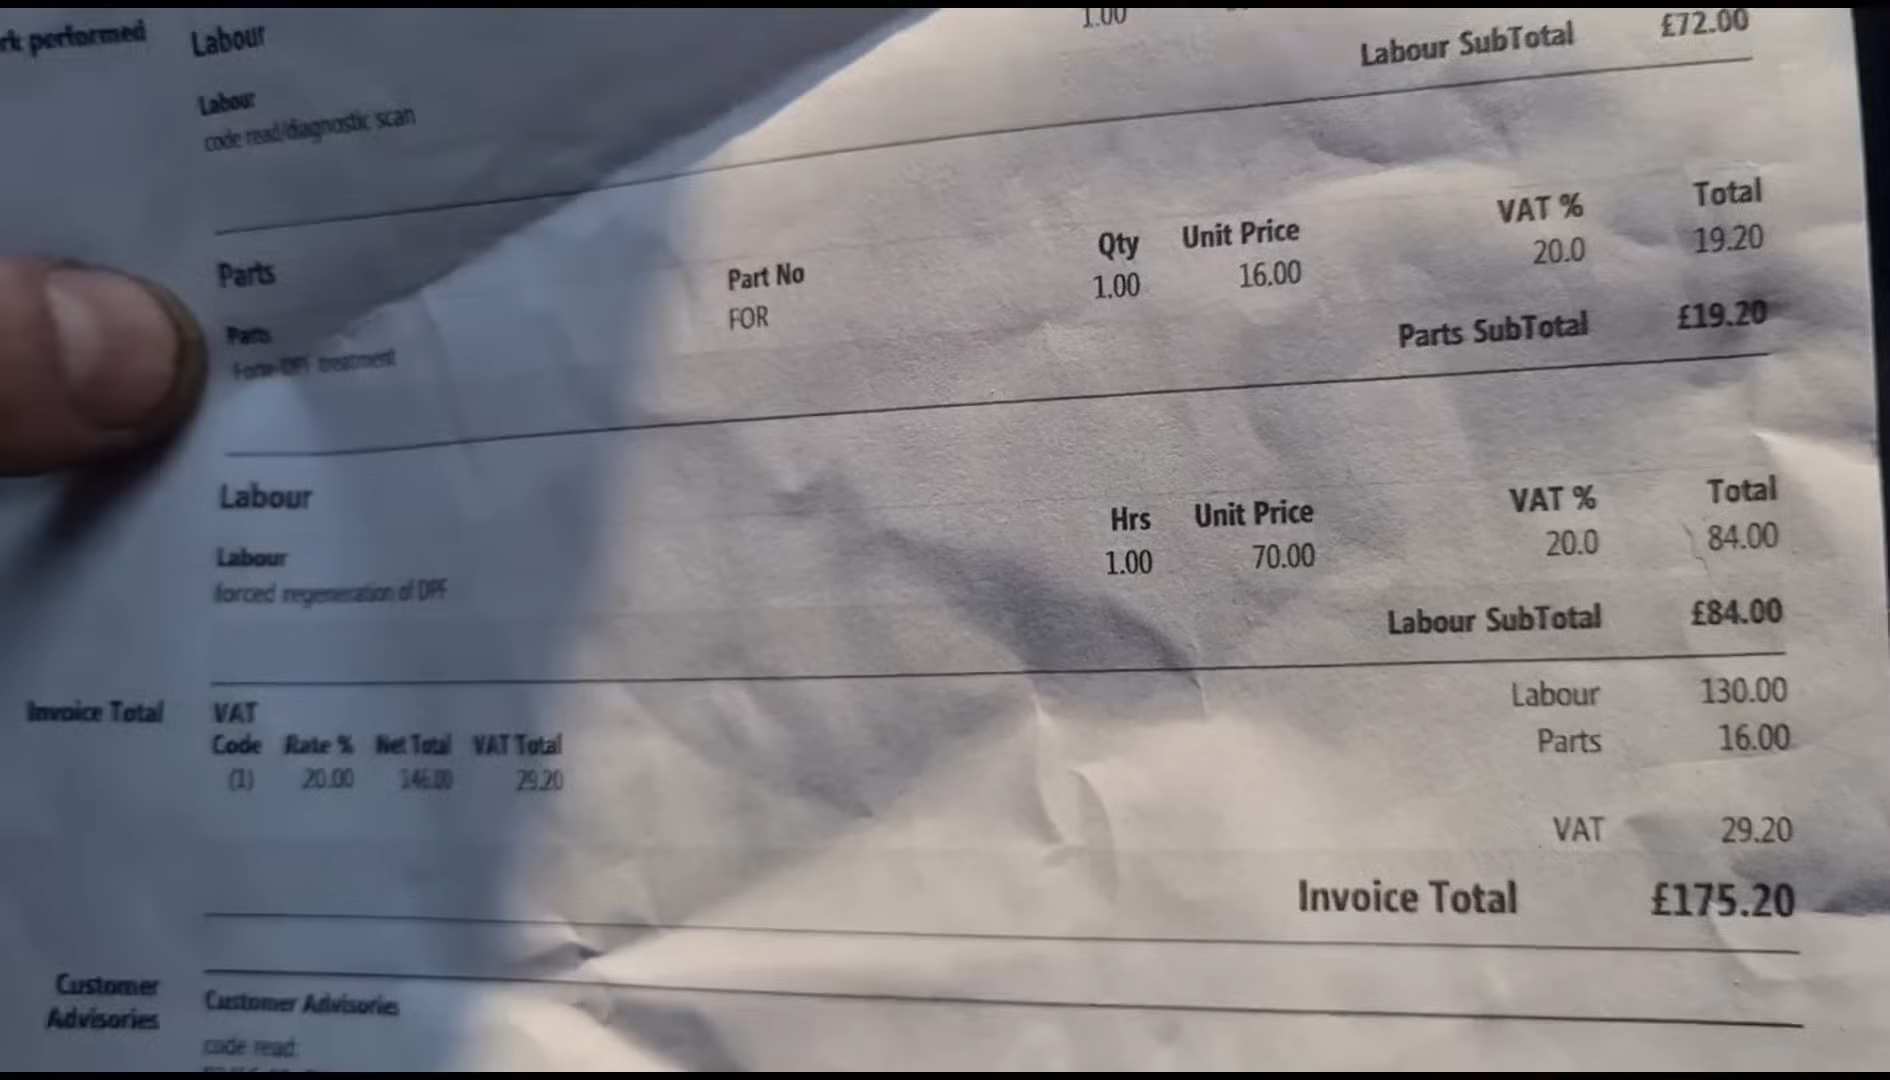 rk performed
Labour
Labour
code read/diagnostic scan
1.00
Labour SubTotal £72.00
Parts Part No Qty Unit Price VAT % Total
Parts FOR 1.00 16.00 20.0 19.20
Forte DPF treatment
Parts SubTotal £19.20
Labour Hrs Unit Price VAT % Total
Labour 1.00 70.00 20.0 84.00
forced regeneration of DPF
Labour SubTotal £84.00
Invoice Total
VAT
Code Rate % Net Total VAT Total
(1) 20.00 146.00 29.20
Labour 130.00
Parts 16.00
VAT 29.20
Invoice Total £175.20
Customer
Advisories
Customer Advisories
code read: